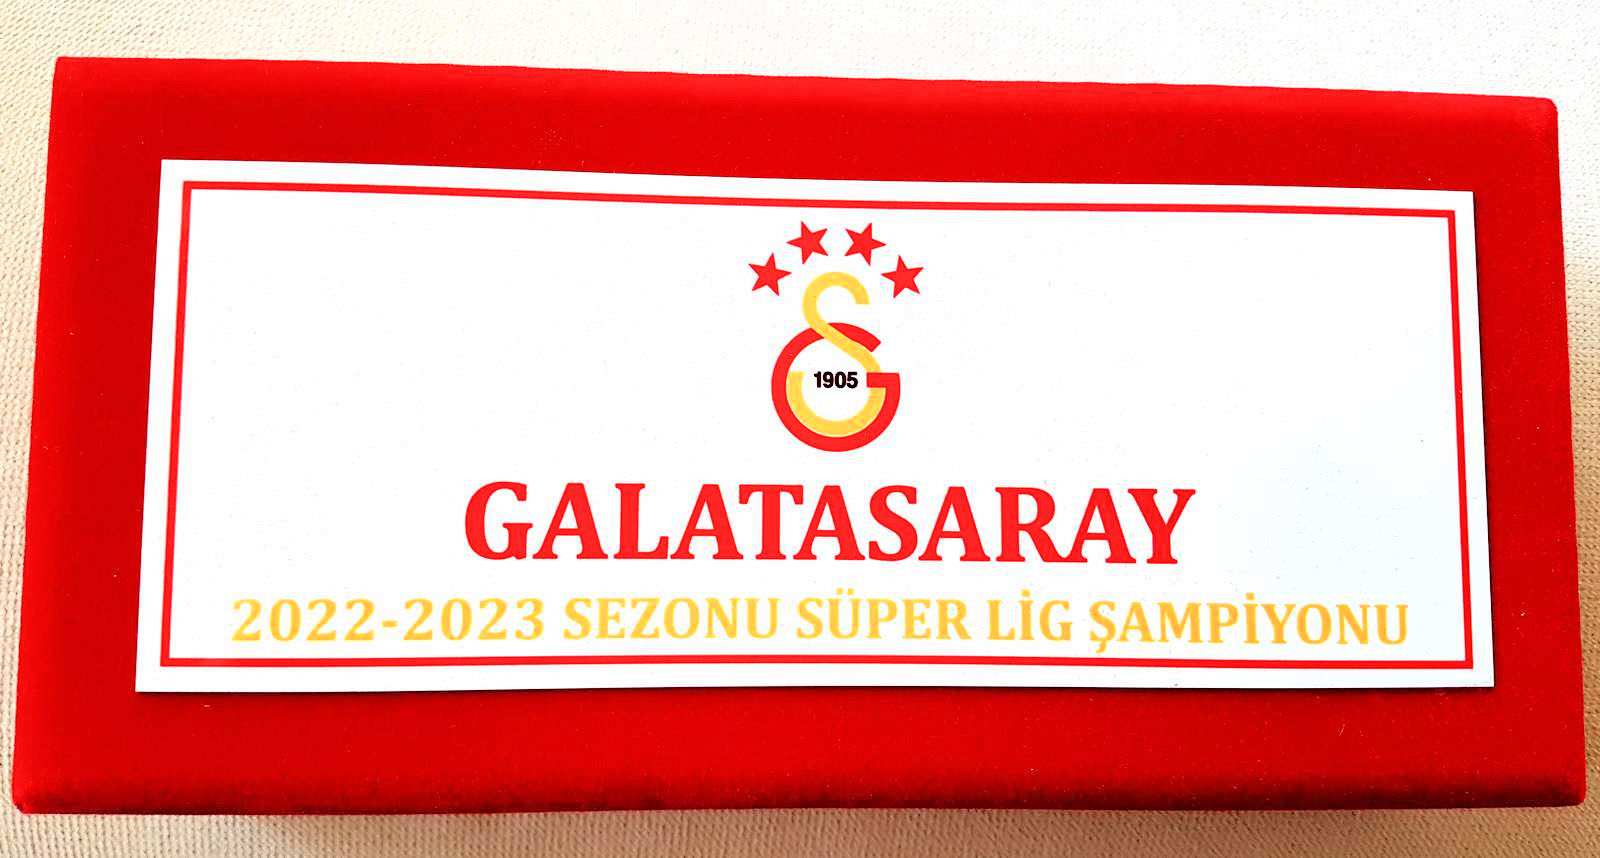 1905
GALATASARAY
2022-2023 SEZONU SÜPER LİG ŞAMPİYONU